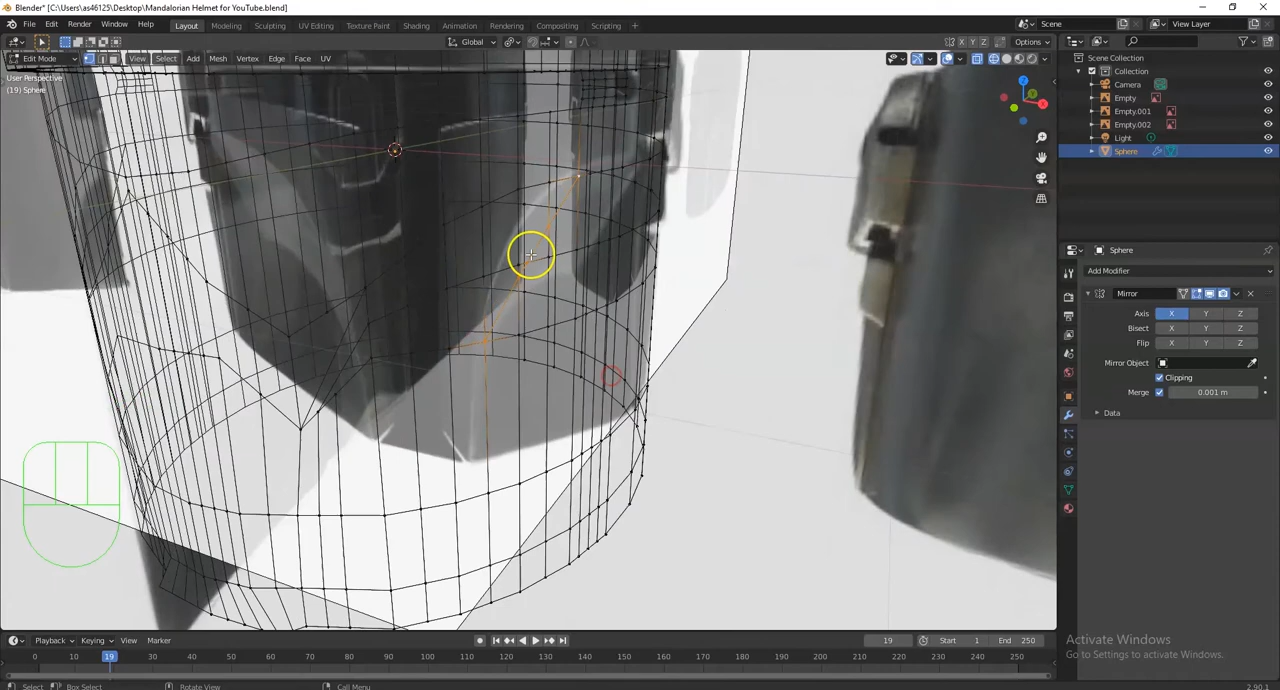 Blender* [C:\Users\as46125\Desktop\Mandalorian Helmet for YouTube.blend]
File Edit Render Window Help Layout Modeling Sculpting UV Editing Texture Paint Shading Animation Rendering Compositing Scripting Scene View Layer
Global Options
Edit Mode View Select Add Mesh Vertex Edge Face UV
X Y Z
User Perspective
(19) Sphere
Scene Collection
Collection
Camera
Empty
Empty.001
Empty.002
Light
Sphere
Sphere
Add Modifier
Mirror
Axis X Y Z
Bisect X Y Z
Flip X Y Z
Mirror Object
Clipping
Merge 0.001 m
Data
Playback Keying View Marker 19 Start 1 End 250
0 10 19 30 40 50 60 70 80 90 100 110 120 130 140 150 160 170 180 190 200 210 220 230 240 250
Activate Windows
Go to Settings to activate Windows.
Select Box Select Rotate View Call Menu 2.90.1